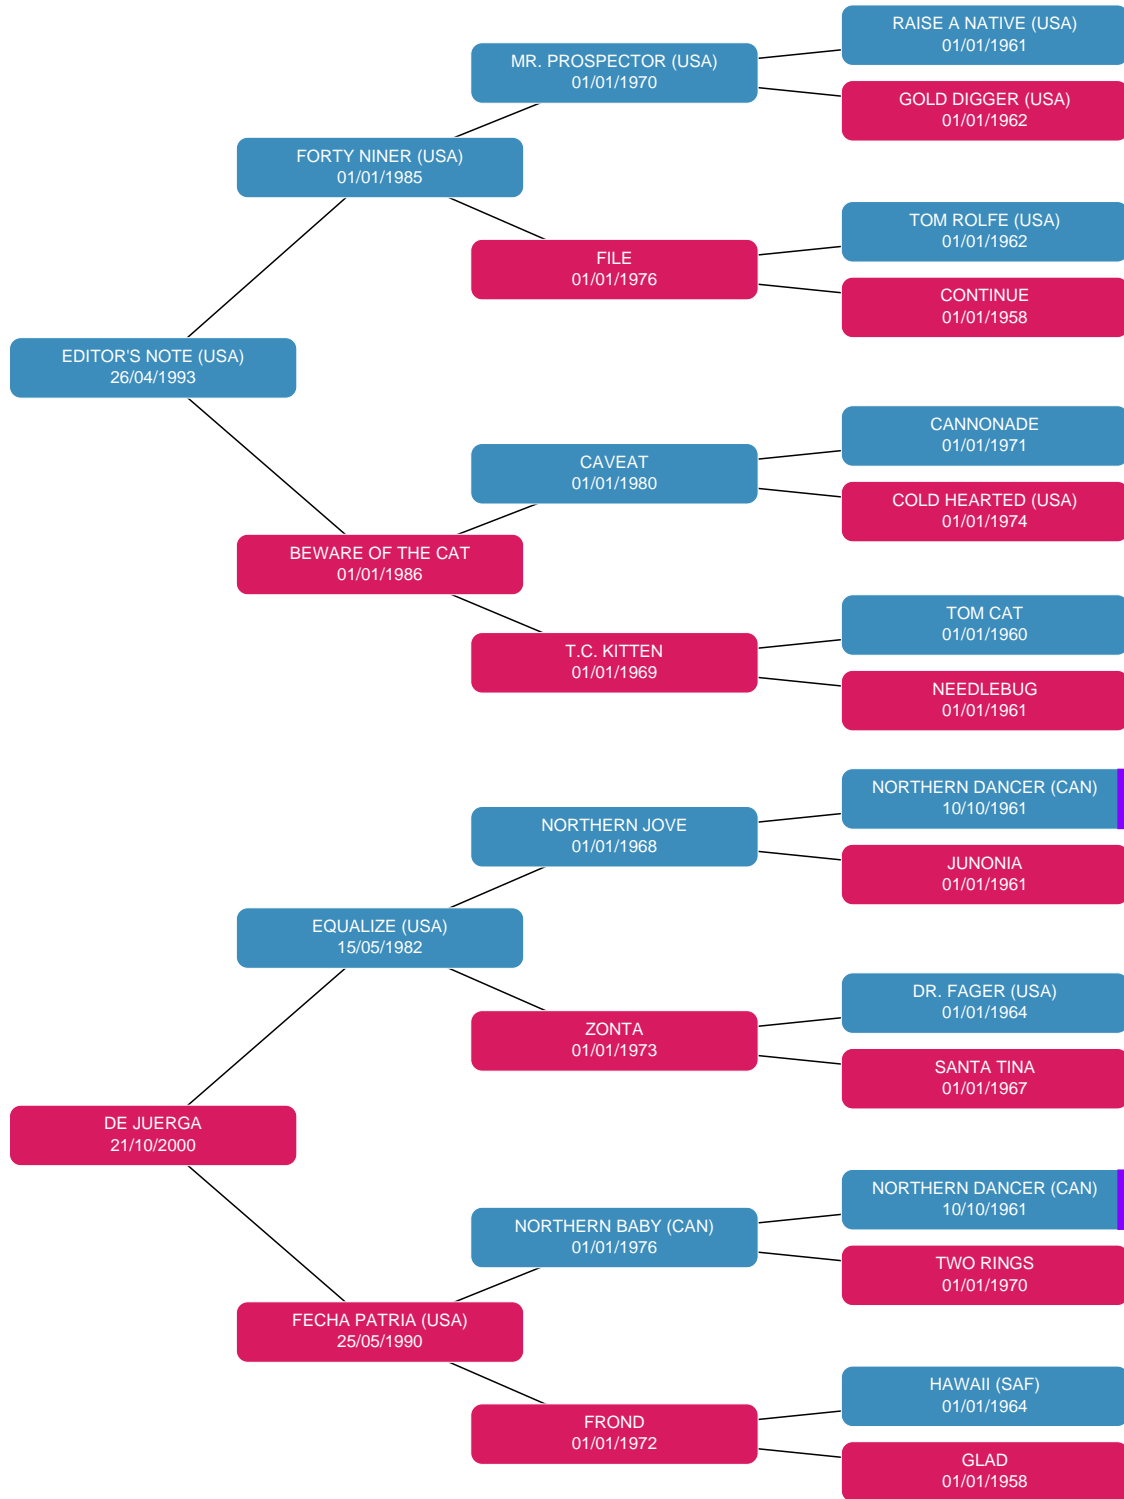 RAISE A NATIVE (USA)
01/01/1961
MR. PROSPECTOR (USA)
01/01/1970
GOLD DIGGER (USA)
01/01/1962
FORTY NINER (USA)
01/01/1985
TOM ROLFE (USA)
01/01/1962
FILE
01/01/1976
CONTINUE
01/01/1958
EDITOR'S NOTE (USA)
26/04/1993
CANNONADE
01/01/1971
CAVEAT
01/01/1980
COLD HEARTED (USA)
01/01/1974
BEWARE OF THE CAT
01/01/1986
TOM CAT
01/01/1960
T.C. KITTEN
01/01/1969
NEEDLEBUG
01/01/1961
NORTHERN DANCER (CAN)
10/10/1961
NORTHERN JOVE
01/01/1968
JUNONIA
01/01/1961
EQUALIZE (USA)
15/05/1982
DR. FAGER (USA)
01/01/1964
ZONTA
01/01/1973
SANTA TINA
01/01/1967
DE JUERGA
21/10/2000
NORTHERN DANCER (CAN)
10/10/1961
NORTHERN BABY (CAN)
01/01/1976
TWO RINGS
01/01/1970
FECHA PATRIA (USA)
25/05/1990
HAWAII (SAF)
01/01/1964
FROND
01/01/1972
GLAD
01/01/1958